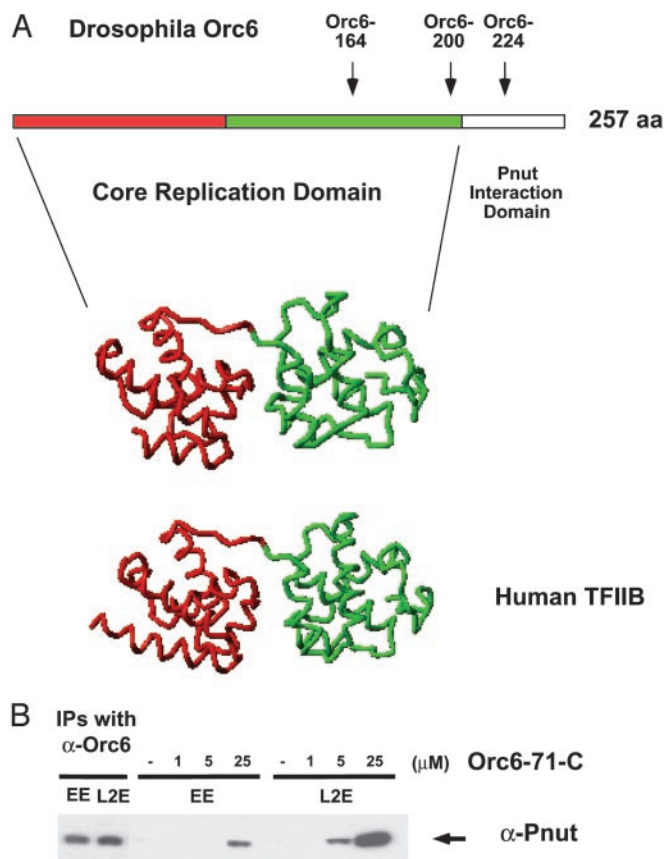 A
Drosophila Orc6
Orc6-
164
Orc6-
200
Orc6-
224
257 aa
Core Replication Domain
Pnut
Interaction
Domain
Human TFIIB
B
IPs with
α-Orc6
- 1 5 25 - 1 5 25 (μM) Orc6-71-C
EE L2E EE L2E
α-Pnut